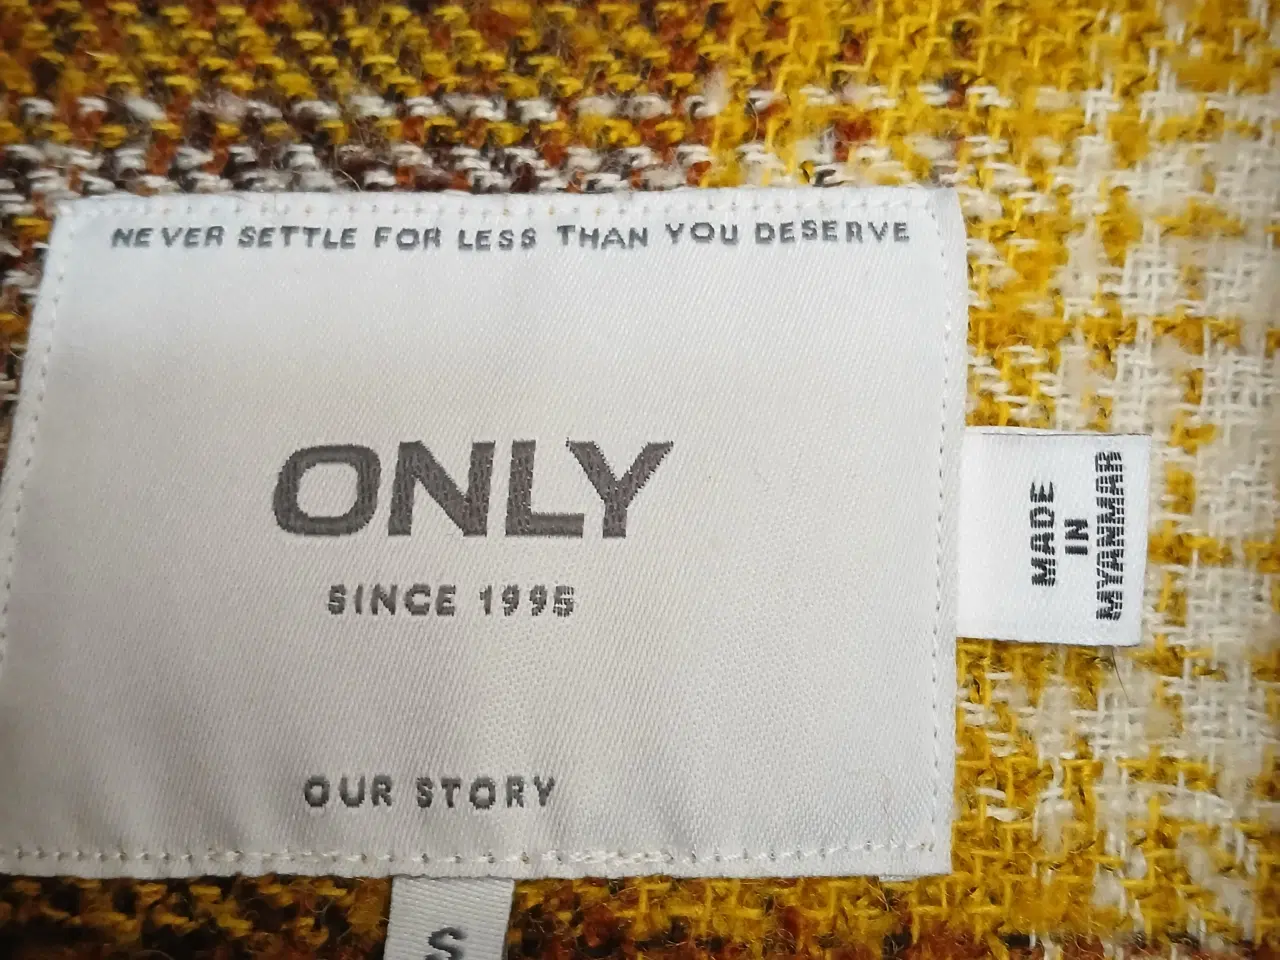 NEVER SETTLE FOR LESS THAN YOU DESERVE
ONLY
SINCE 1995
OUR STORY
S
MADE
IN
MYANMAR